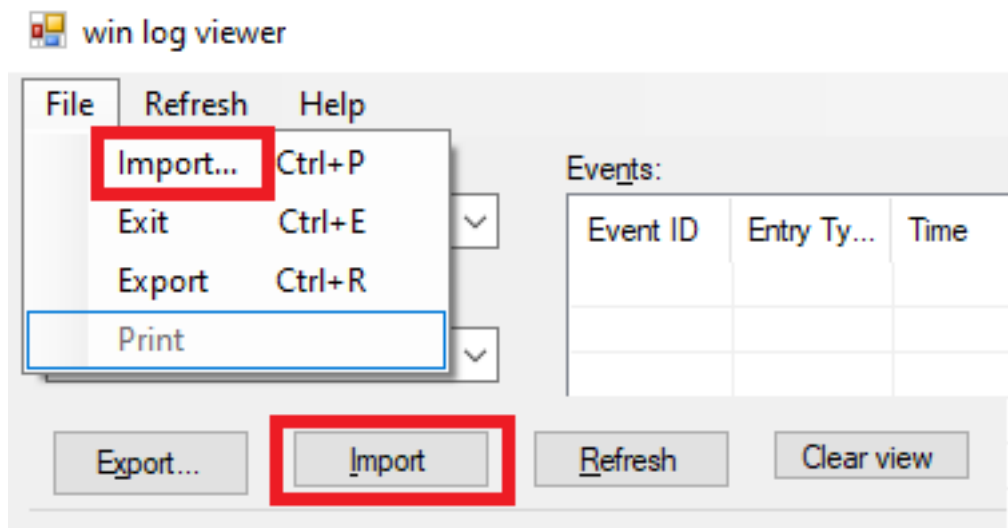 win log viewer
File Refresh Help
Import... Ctrl+P
Exit Ctrl+E
Export Ctrl+R
Print
Events:
Event ID Entry Ty... Time
Export... Import Refresh Clear view